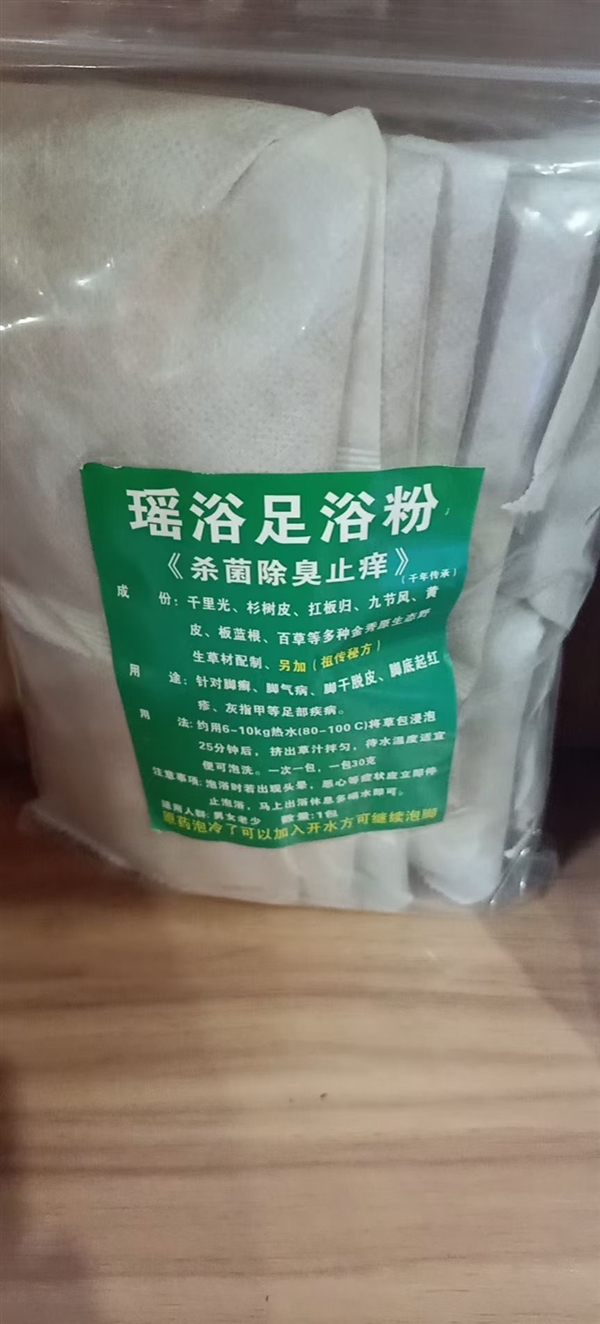 瑶浴足浴粉
《杀菌除臭止痒》(千年传承)
成份:千里光、杉树皮、扛板归、九节风、黄
皮、板蓝根、百草等多种金秀原生态野
生草材配制、另加(祖传秘方)
用途:针对脚癣、脚气病、脚干脱皮、脚底起红
疹、灰指甲等足部疾病。
用法:约用6-10kg热水(80-100 C)将草包浸泡
25分钟后,挤出草汁拌匀,待水温度适宜
便可泡洗。一次一包,一包30克
注意事项:泡浴时若出现头晕,恶心等症状应立即停
止泡浴,马上出浴休息多喝水即可。
适用人群:男女老少 数量:1包
原药泡冷了可以加入开水方可继续泡脚